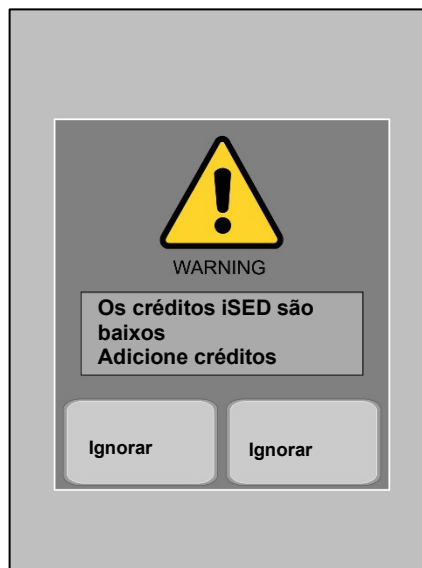 WARNING
Os créditos iSED são
baixos
Adicione créditos
Ignorar
Ignorar